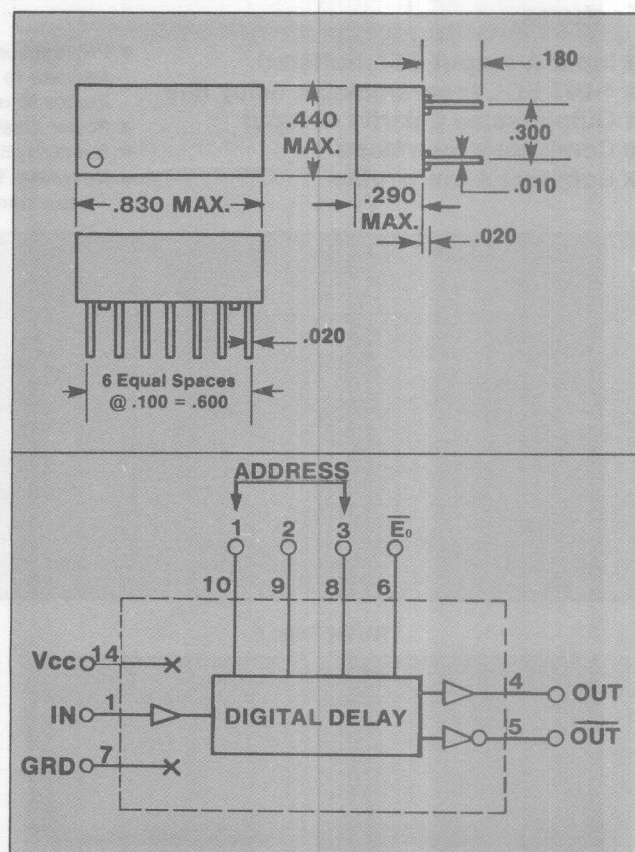 .180
.440
MAX.
.300
.010
.830 MAX.
.290
MAX.
.020
.020
6 Equal Spaces
@ .100 = .600
ADDRESS
1 2 3 E̅₀
10 9 8 6
Vcc 14
4 OUT
IN 1
DIGITAL DELAY
5 O̅U̅T̅
GRD 7